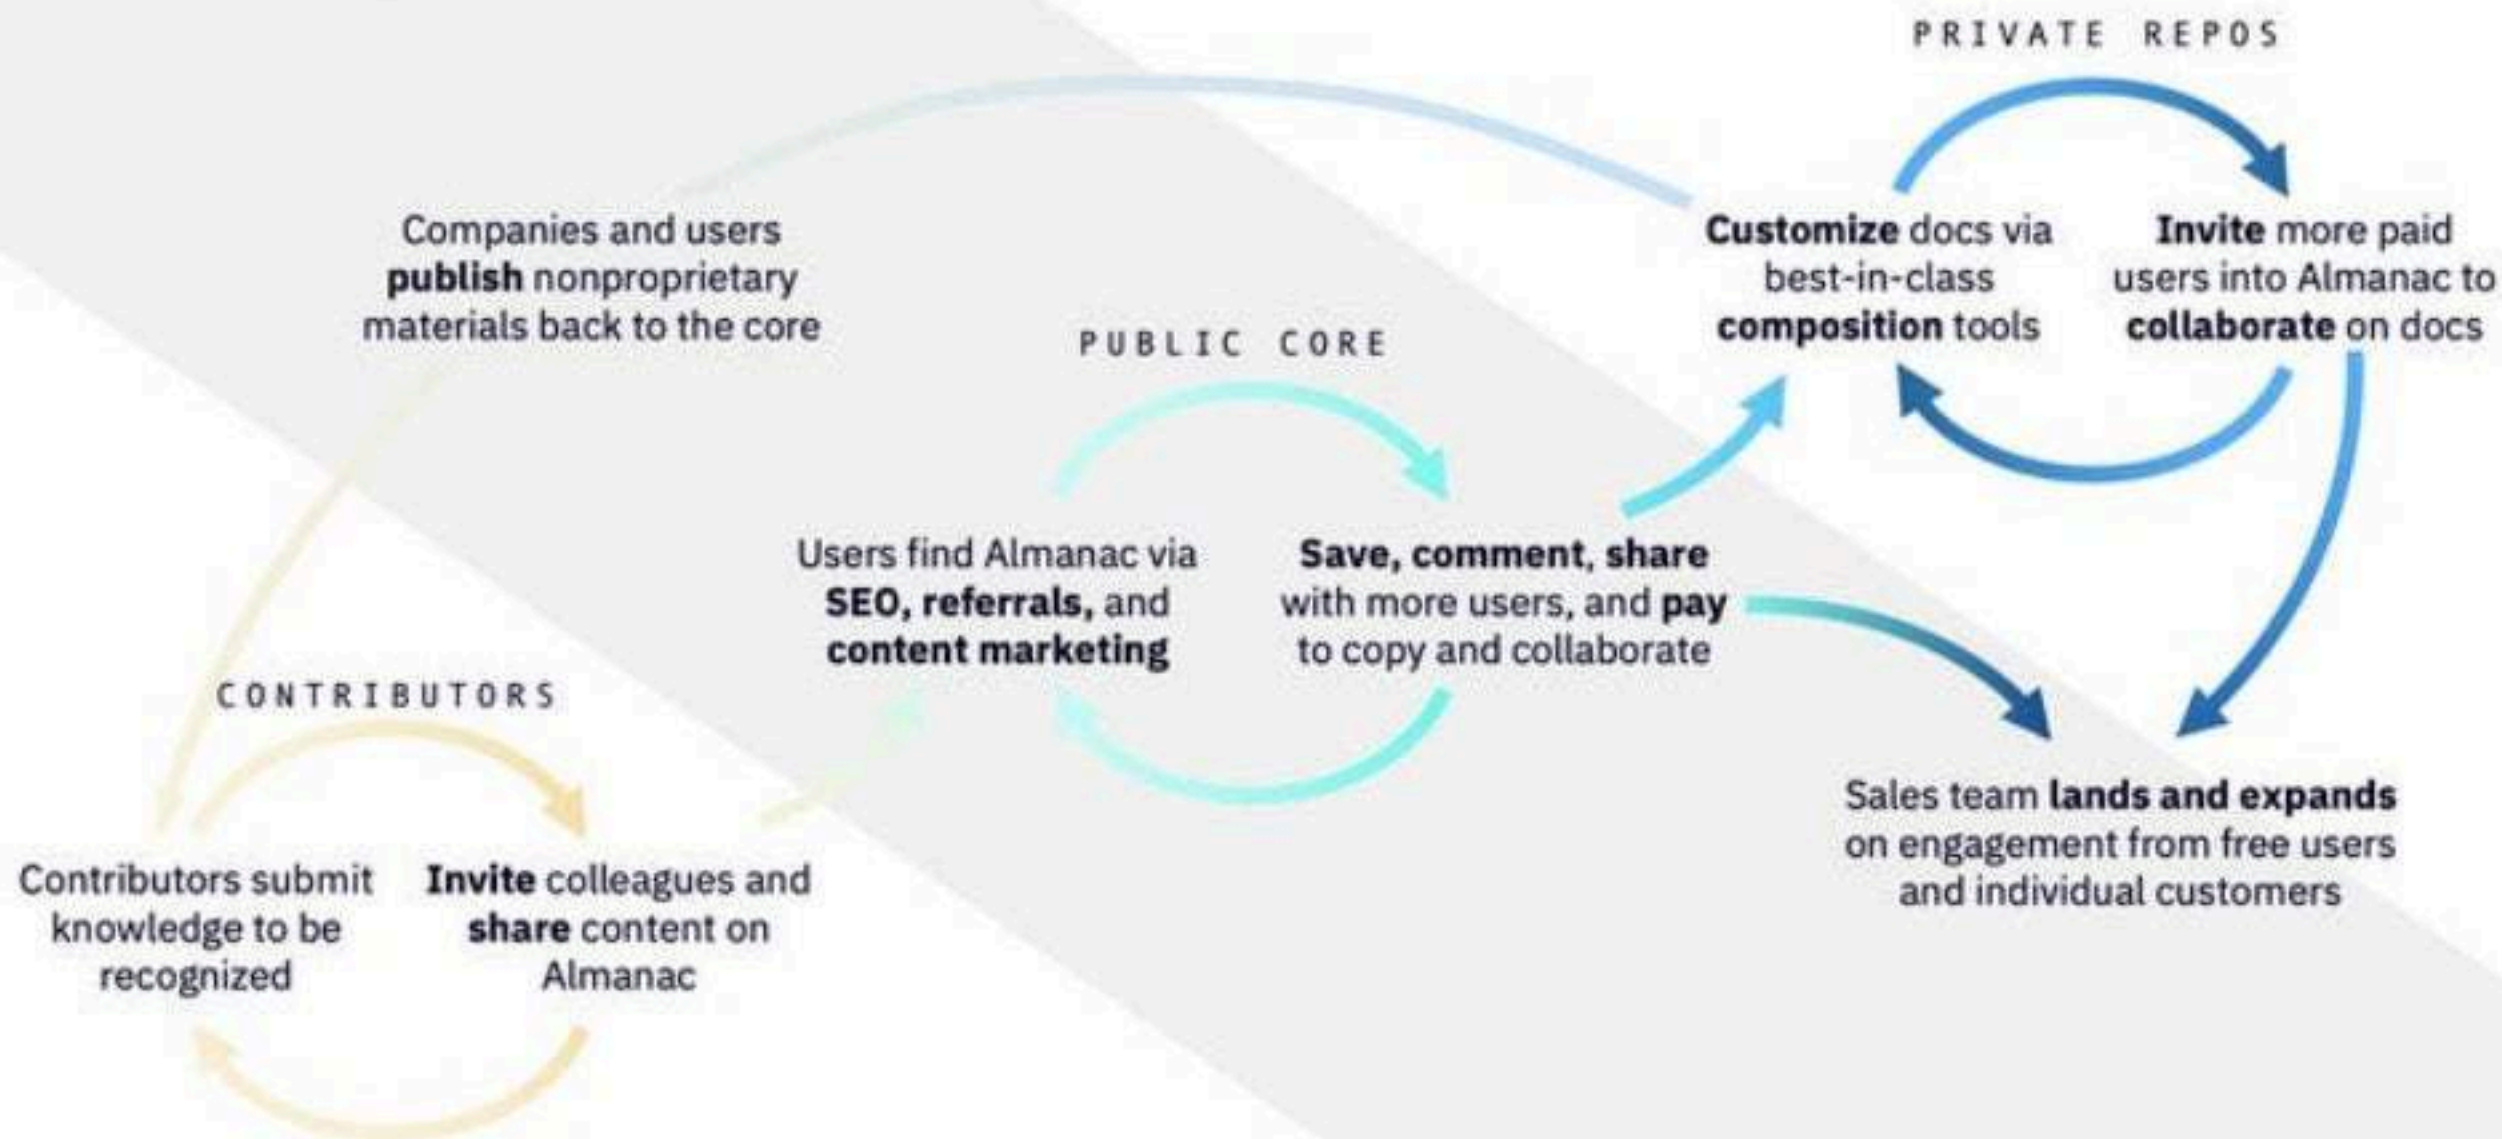 PRIVATE REPOS
Companies and users
publish nonproprietary
materials back to the core
Customize docs via
best-in-class
composition tools
Invite more paid
users into Almanac to
collaborate on docs
PUBLIC CORE
Users find Almanac via
SEO, referrals, and
content marketing
Save, comment, share
with more users, and pay
to copy and collaborate
CONTRIBUTORS
Contributors submit
knowledge to be
recognized
Invite colleagues and
share content on
Almanac
Sales team lands and expands
on engagement from free users
and individual customers